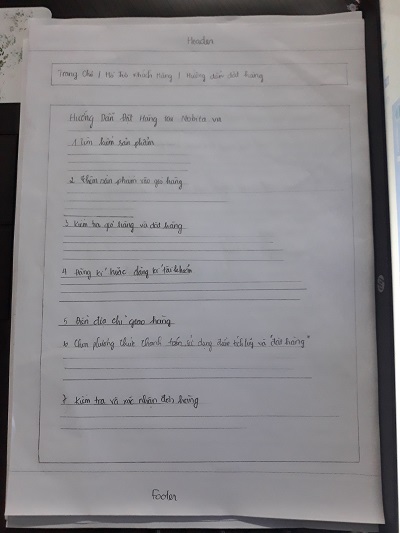 Header
Trang Chủ / Hỗ Trợ Khách Hàng / Hướng dẫn đặt hàng
Hướng Dẫn Đặt Hàng tại Nobita.vn
1. Tìm kiếm sản phẩm
2. Thêm sản phẩm vào giỏ hàng
3. Kiểm tra giỏ hàng và đặt hàng
4. Đăng kí hoặc đăng kí tài khoản
5. Điền địa chỉ giao hàng
6. Chọn phương thức thanh toán sử dụng điểm tích luỹ và "đặt hàng"
7. Kiểm tra và xác nhận đơn hàng
Footer